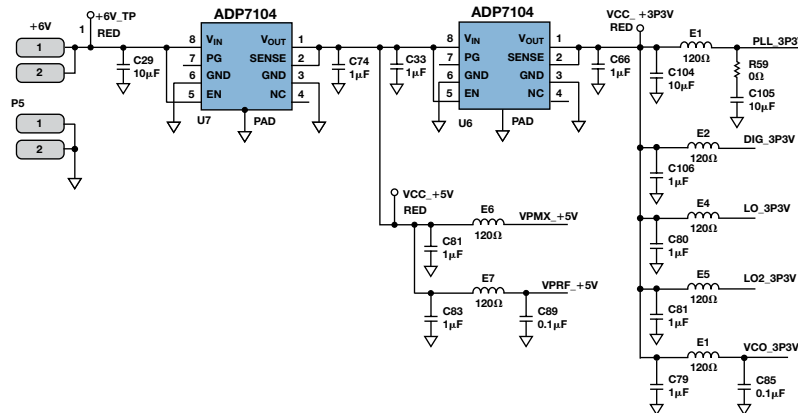 +6V
1
2
P5
1
2
+6V_TP
RED
1
C29
10µF
ADP7104
8 VIN VOUT 1
7 PG SENSE 2
6 GND GND 3
5 EN NC 4
U7
PAD
C74
1µF
C33
1µF
ADP7104
8 VIN VOUT 1
7 PG SENSE 2
6 GND GND 3
5 EN NC 4
U6
PAD
C66
1µF
VCC_+3P3V
RED
C104
10µF
E1
120Ω
PLL_3P3V
R59
0Ω
C105
10µF
E2
120Ω
DIG_3P3V
C106
1µF
E4
120Ω
LO_3P3V
C80
1µF
E5
120Ω
LO2_3P3V
C81
1µF
E1
120Ω
VCO_3P3V
C79
1µF
C85
0.1µF
VCC_+5V
RED
E6
120Ω
VPMX_+5V
C81
1µF
E7
120Ω
VPRF_+5V
C83
1µF
C89
0.1µF